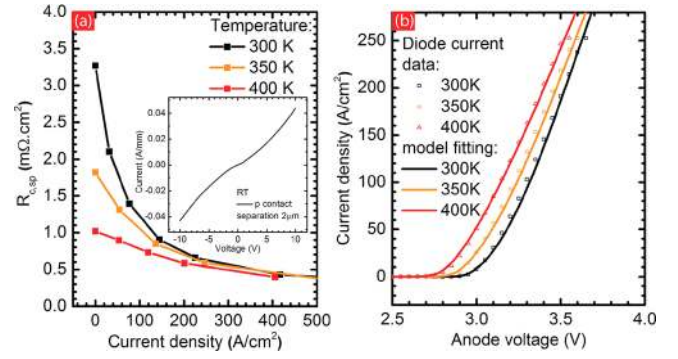 (a)
Temperature:
300 K
350 K
400 K
4.0
3.5
3.0
2.5
2.0
1.5
1.0
0.5
0.0
R_c,sp (mΩ.cm²)
0 100 200 300 400 500
Current density (A/cm²)
0.04
0.02
0.00
-0.02
-0.04
Current (A/mm)
RT
p contact
separation 2μm
-10 -5 0 5 10
Voltage (V)
(b)
Diode current
data:
300K
350K
400K
model fitting:
300K
350K
400K
250
200
150
100
50
0
Current density (A/cm²)
2.5 3.0 3.5 4.0
Anode voltage (V)